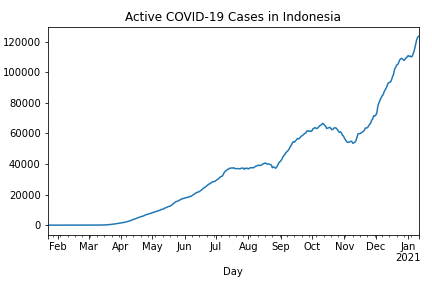 Active COVID-19 Cases in Indonesia
120000
100000
80000
60000
40000
20000
0
Feb Mar Apr May Jun Jul Aug Sep Oct Nov Dec Jan
2021
Day